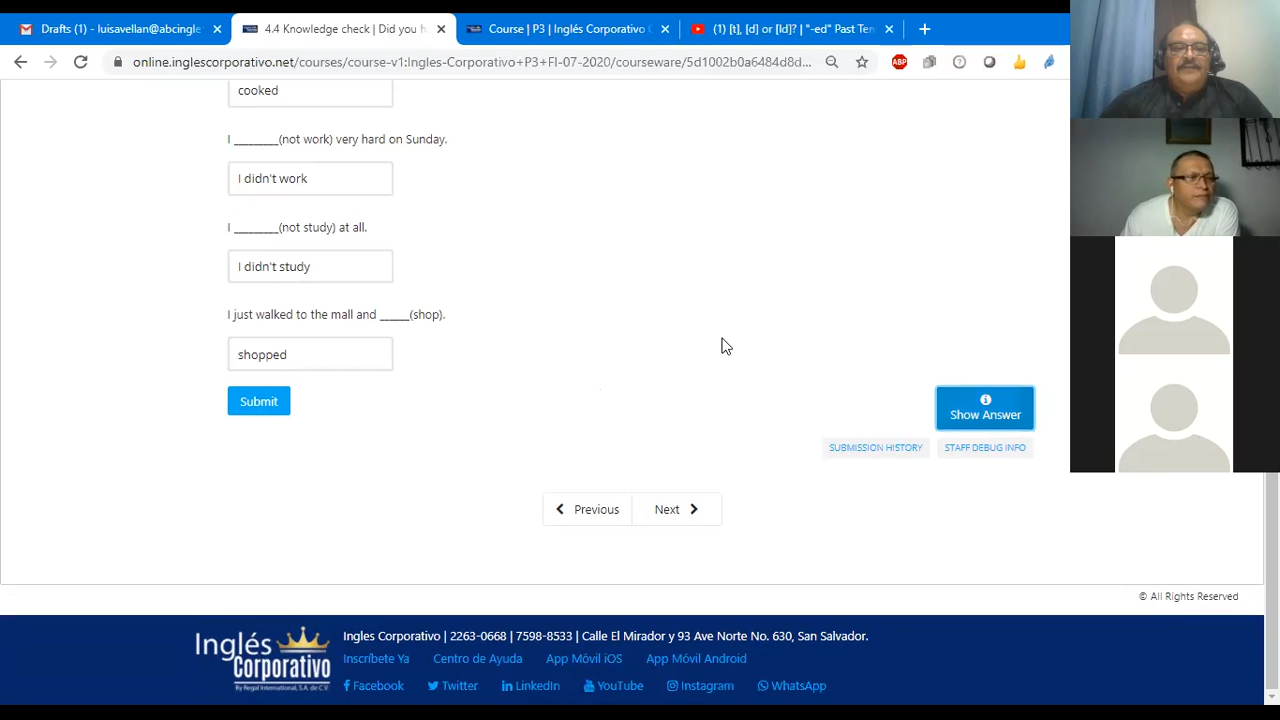 Drafts (1) - luisavellan@abcingle
4.4 Knowledge check | Did you h
Course | P3 | Inglés Corporativo
(1) [t], [d] or [Id]? | "-ed" Past Ten
online.inglescorporativo.net/courses/course-v1:Ingles-Corporativo+P3+FI-07-2020/courseware/5d1002b0a6484d8d...
ABP
cooked
I ________(not work) very hard on Sunday.
I didn't work
I ________(not study) at all.
I didn't study
I just walked to the mall and _____(shop).
shopped
Submit
Show Answer
SUBMISSION HISTORY
STAFF DEBUG INFO
Previous
Next
© All Rights Reserved
Inglés
Corporativo
By Regal International, S.A. de C.V.
Ingles Corporativo | 2263-0668 | 7598-8533 | Calle El Mirador y 93 Ave Norte No. 630, San Salvador.
Inscríbete Ya
Centro de Ayuda
App Móvil iOS
App Móvil Android
Facebook
Twitter
LinkedIn
YouTube
Instagram
WhatsApp